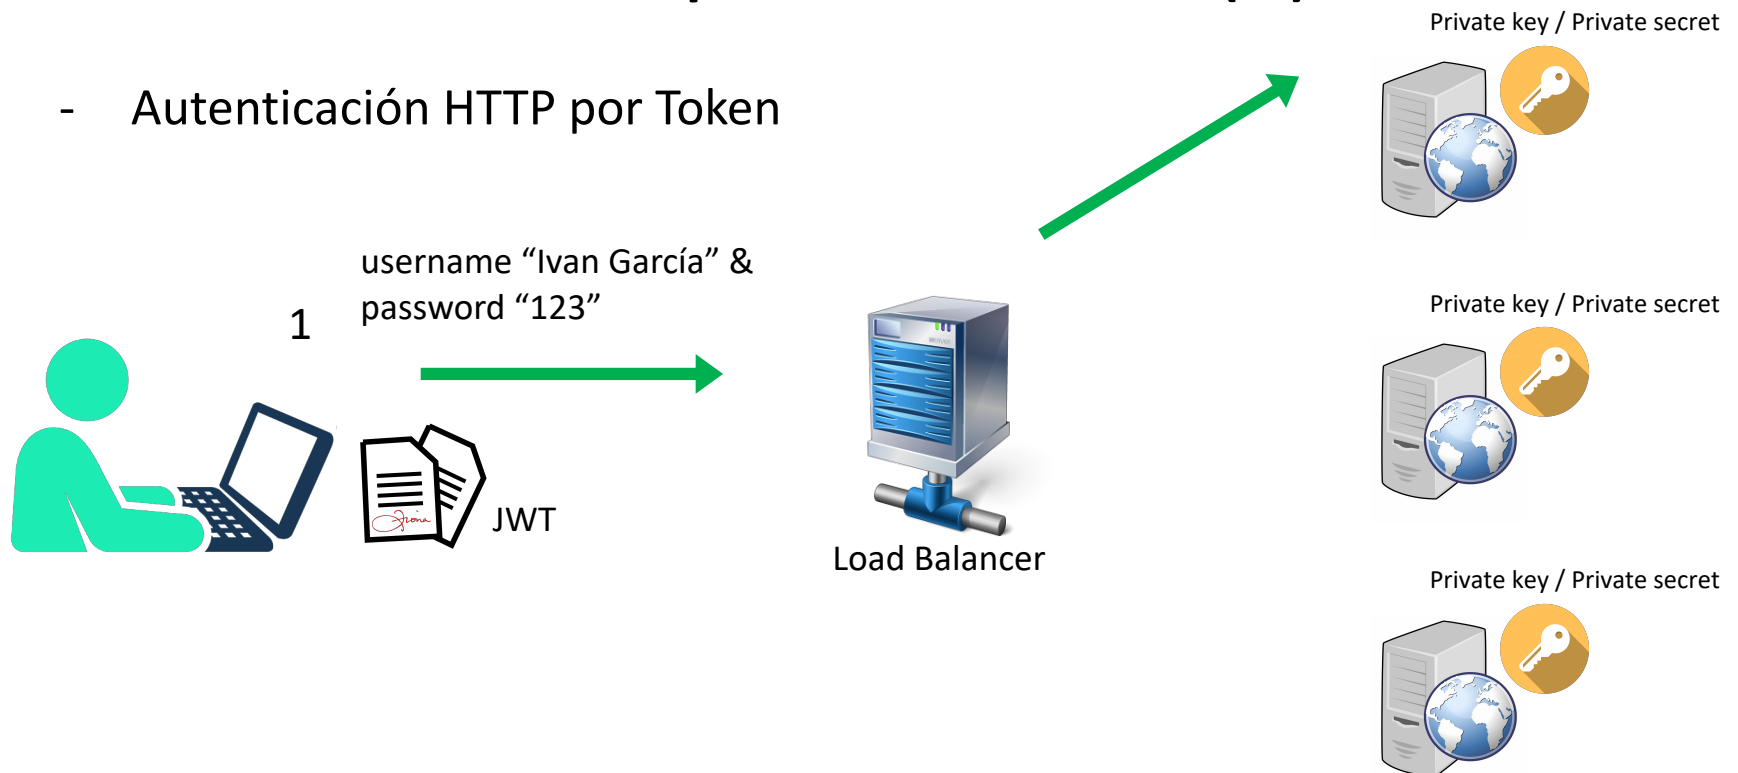 Private key / Private secret
- Autenticación HTTP por Token
username “Ivan García” &
password “123”
1
Private key / Private secret
JWT
Load Balancer
Private key / Private secret